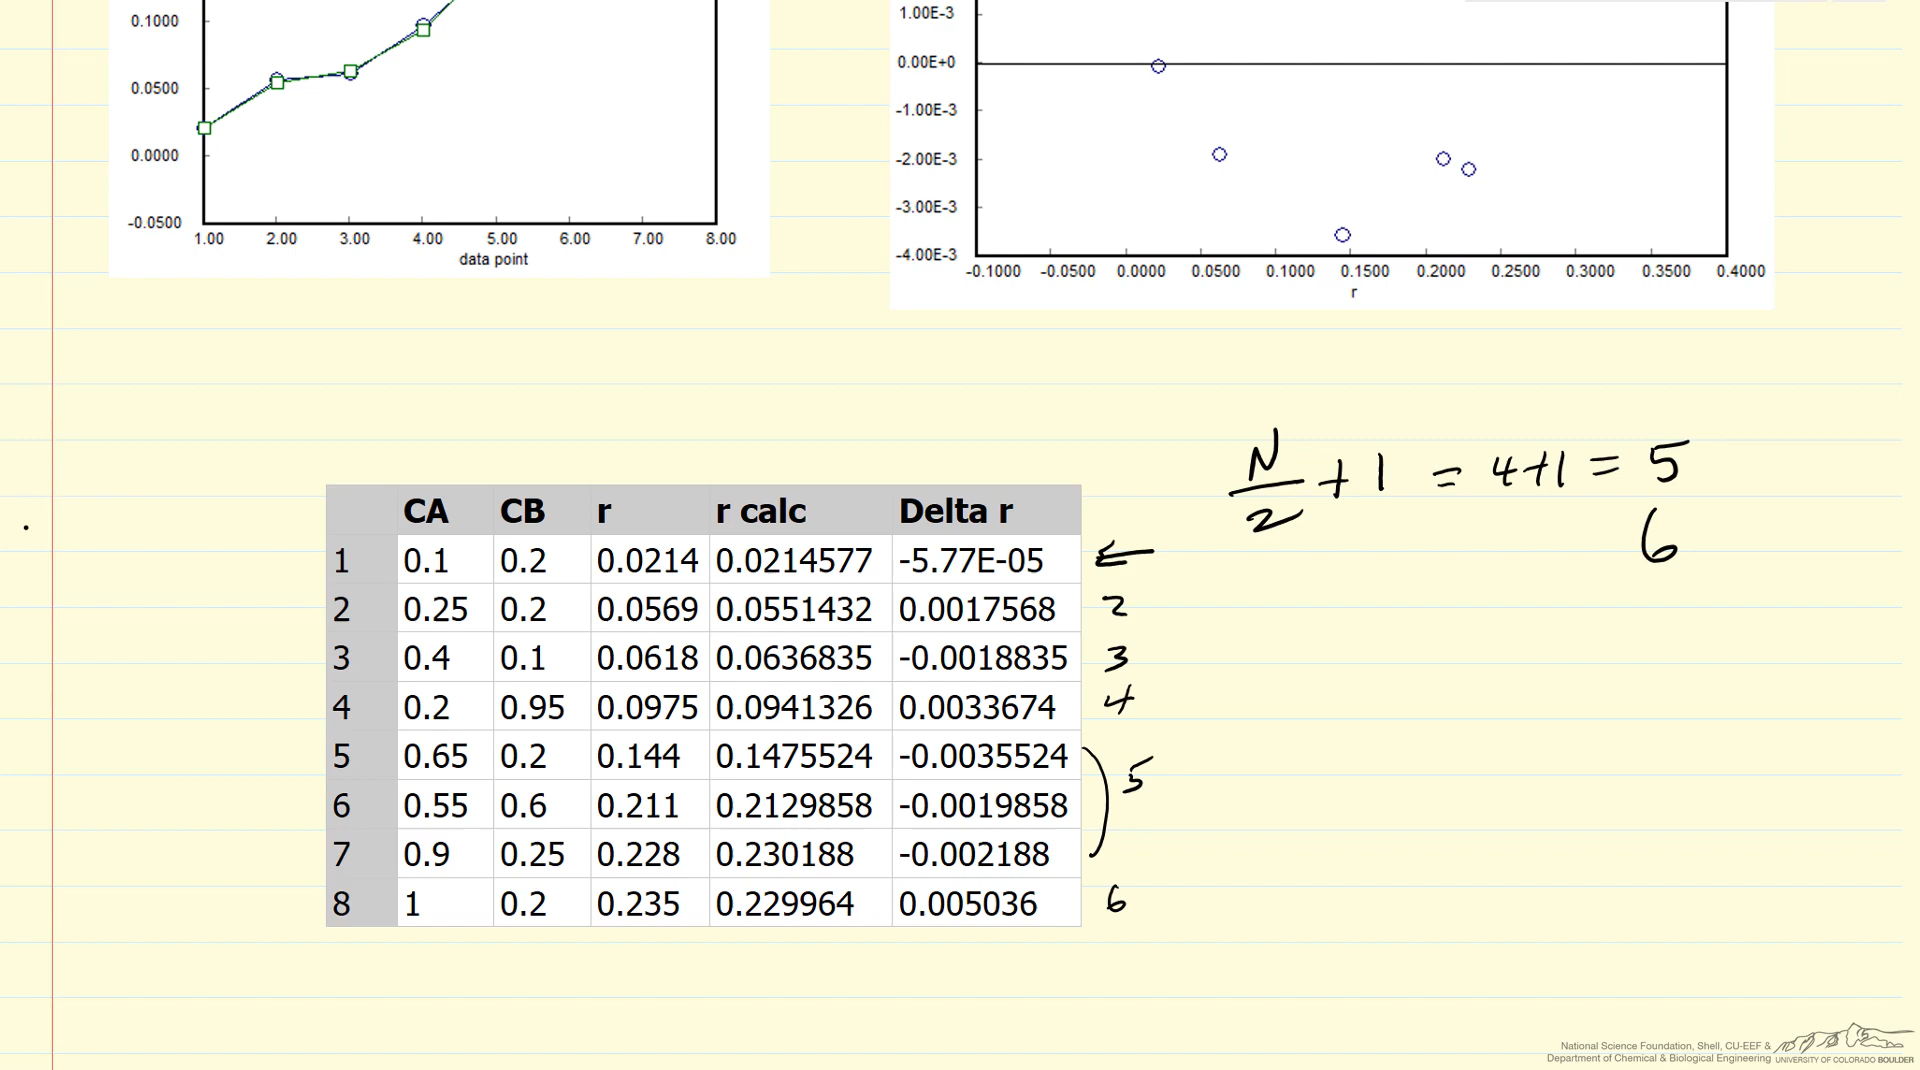 0.1000
0.0500
0.0000
-0.0500
1.00 2.00 3.00 4.00 5.00 6.00 7.00 8.00
data point
1.00E-3
0.00E+0
-1.00E-3
-2.00E-3
-3.00E-3
-4.00E-3
-0.1000 -0.0500 0.0000 0.0500 0.1000 0.1500 0.2000 0.2500 0.3000 0.3500 0.4000
r
N/2 + 1 = 4+1 = 5
6
CA CB r r calc Delta r
1 0.1 0.2 0.0214 0.0214577 -5.77E-05
2 0.25 0.2 0.0569 0.0551432 0.0017568 2
3 0.4 0.1 0.0618 0.0636835 -0.0018835 3
4 0.2 0.95 0.0975 0.0941326 0.0033674 4
5 0.65 0.2 0.144 0.1475524 -0.0035524
5
6 0.55 0.6 0.211 0.2129858 -0.0019858
7 0.9 0.25 0.228 0.230188 -0.002188
8 1 0.2 0.235 0.229964 0.005036 6
National Science Foundation, Shell, CU-EEF &
Department of Chemical & Biological Engineering UNIVERSITY OF COLORADO BOULDER